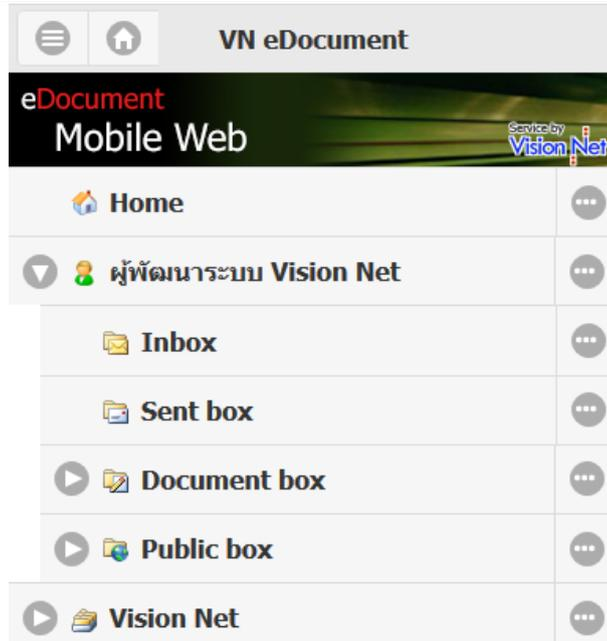 VN eDocument
eDocument
Mobile Web
Service by
Vision Net
Home
ผู้พัฒนาระบบ Vision Net
Inbox
Sent box
Document box
Public box
Vision Net